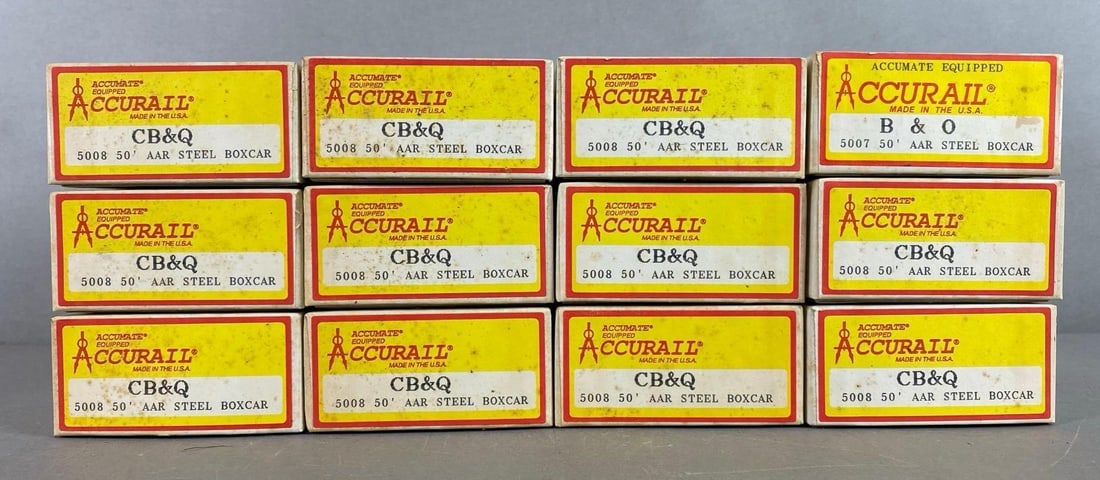 ACCUMATE®
EQUIPPED
ACCURAIL®
MADE IN THE U.S.A.
CB&Q
5008 50' AAR STEEL BOXCAR
ACCUMATE®
EQUIPPED
ACCURAIL®
MADE IN THE U.S.A.
CB&Q
5008 50' AAR STEEL BOXCAR
ACCUMATE®
EQUIPPED
ACCURAIL®
MADE IN THE U.S.A.
CB&Q
5008 50' AAR STEEL BOXCAR
ACCUMATE EQUIPPED
ACCURAIL®
MADE IN THE U.S.A.
B & O
5007 50' AAR STEEL BOXCAR
ACCUMATE®
EQUIPPED
ACCURAIL®
MADE IN THE U.S.A.
CB&Q
5008 50' AAR STEEL BOXCAR
ACCUMATE®
EQUIPPED
ACCURAIL®
MADE IN THE U.S.A.
CB&Q
5008 50' AAR STEEL BOXCAR
ACCUMATE®
EQUIPPED
ACCURAIL®
MADE IN THE U.S.A.
CB&Q
5008 50' AAR STEEL BOXCAR
ACCUMATE®
EQUIPPED
ACCURAIL®
MADE IN THE U.S.A.
CB&Q
5008 50' AAR STEEL BOXCAR
ACCUMATE®
EQUIPPED
ACCURAIL®
MADE IN THE U.S.A.
CB&Q
5008 50' AAR STEEL BOXCAR
ACCUMATE®
EQUIPPED
ACCURAIL®
MADE IN THE U.S.A.
CB&Q
5008 50' AAR STEEL BOXCAR
ACCUMATE®
EQUIPPED
ACCURAIL®
MADE IN THE U.S.A.
CB&Q
5008 50' AAR STEEL BOXCAR
ACCUMATE®
EQUIPPED
ACCURAIL®
MADE IN THE U.S.A.
CB&Q
5008 50' AAR STEEL BOXCAR